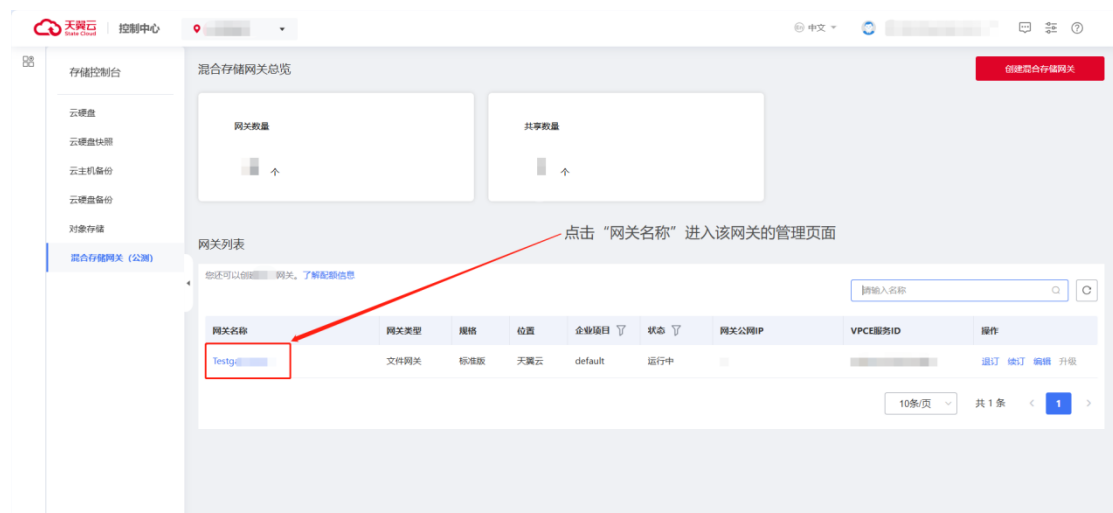 天翼云
State Cloud
控制中心
中文
存储控制台
云硬盘
云硬盘快照
云主机备份
云硬盘备份
对象存储
混合存储网关（公测）
混合存储网关总览
创建混合存储网关
网关数量
个
共享数量
个
点击“网关名称”进入该网关的管理页面
网关列表
您还可以创 网关。了解配额信息
请输入名称
网关名称 网关类型 规格 位置 企业项目 状态 网关公网IP VPCE服务ID 操作
Testg 文件网关 标准版 天翼云 default 运行中 退订 续订 编辑 升级
10条/页 共 1 条 1